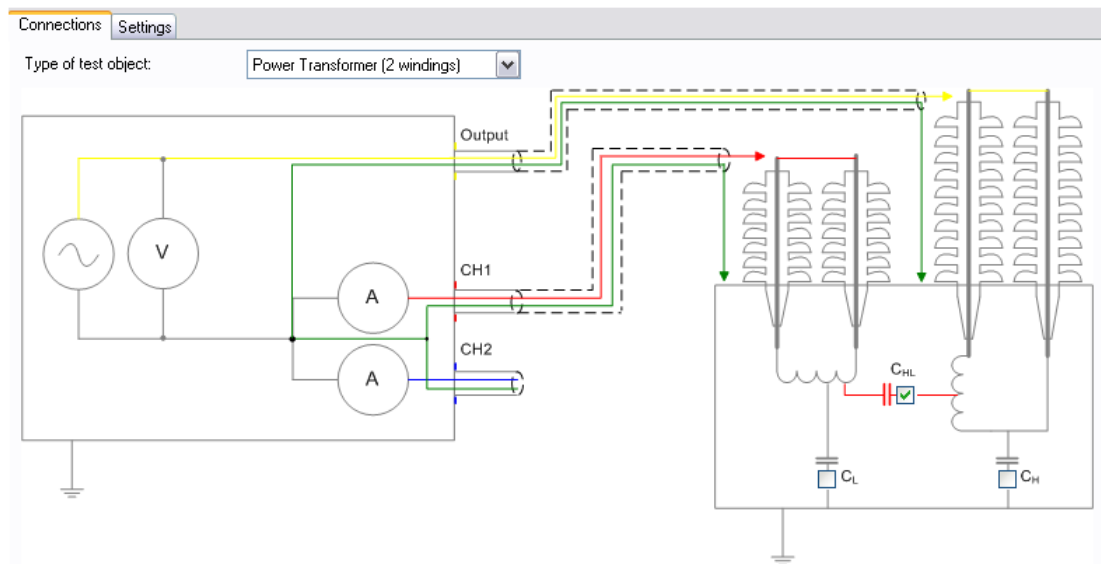 Connections Settings
Type of test object: Power Transformer (2 windings)
Output
V
CH1
A
CH2
A
CHL
CL
CH